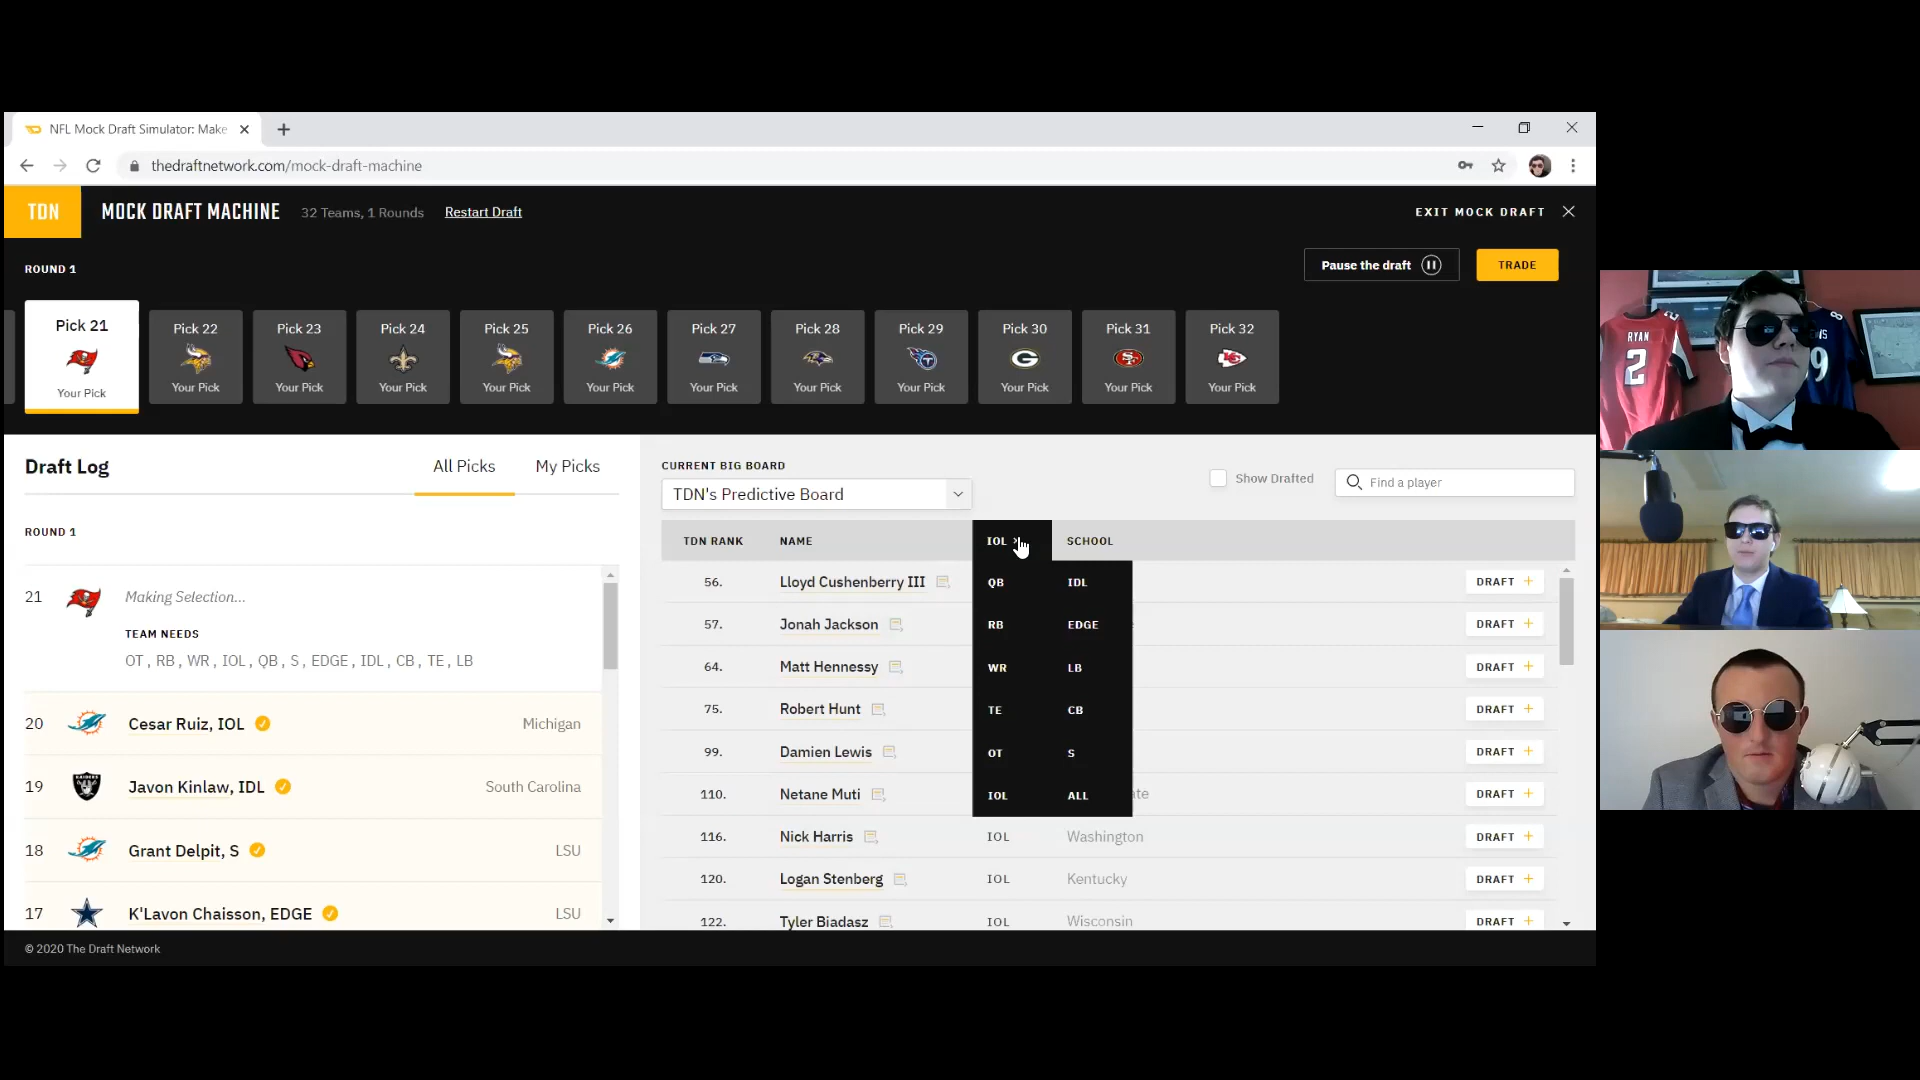 NFL Mock Draft Simulator: Make
thedraftnetwork.com/mock-draft-machine
TDN
MOCK DRAFT MACHINE
32 Teams, 1 Rounds
Restart Draft
EXIT MOCK DRAFT
ROUND 1
Pause the draft
TRADE
Pick 21
Your Pick
Pick 22
Your Pick
Pick 23
Your Pick
Pick 24
Your Pick
Pick 25
Your Pick
Pick 26
Your Pick
Pick 27
Your Pick
Pick 28
Your Pick
Pick 29
Your Pick
Pick 30
Your Pick
Pick 31
Your Pick
Pick 32
Your Pick
Draft Log
All Picks
My Picks
ROUND 1
21
Making Selection...
TEAM NEEDS
OT , RB , WR , IOL , QB , S , EDGE , IDL , CB , TE , LB
20 Cesar Ruiz, IOL Michigan
19 Javon Kinlaw, IDL South Carolina
18 Grant Delpit, S LSU
17 K'Lavon Chaisson, EDGE LSU
CURRENT BIG BOARD
TDN's Predictive Board
Show Drafted
Find a player
TDN RANK NAME IOL SCHOOL
56. Lloyd Cushenberry III DRAFT +
57. Jonah Jackson DRAFT +
64. Matt Hennessy DRAFT +
75. Robert Hunt DRAFT +
99. Damien Lewis DRAFT +
110. Netane Muti ate DRAFT +
116. Nick Harris IOL Washington DRAFT +
120. Logan Stenberg IOL Kentucky DRAFT +
122. Tyler Biadasz IOL Wisconsin DRAFT +
QB IDL
RB EDGE
WR LB
TE CB
OT S
IOL ALL
© 2020 The Draft Network
RYAN
2
9